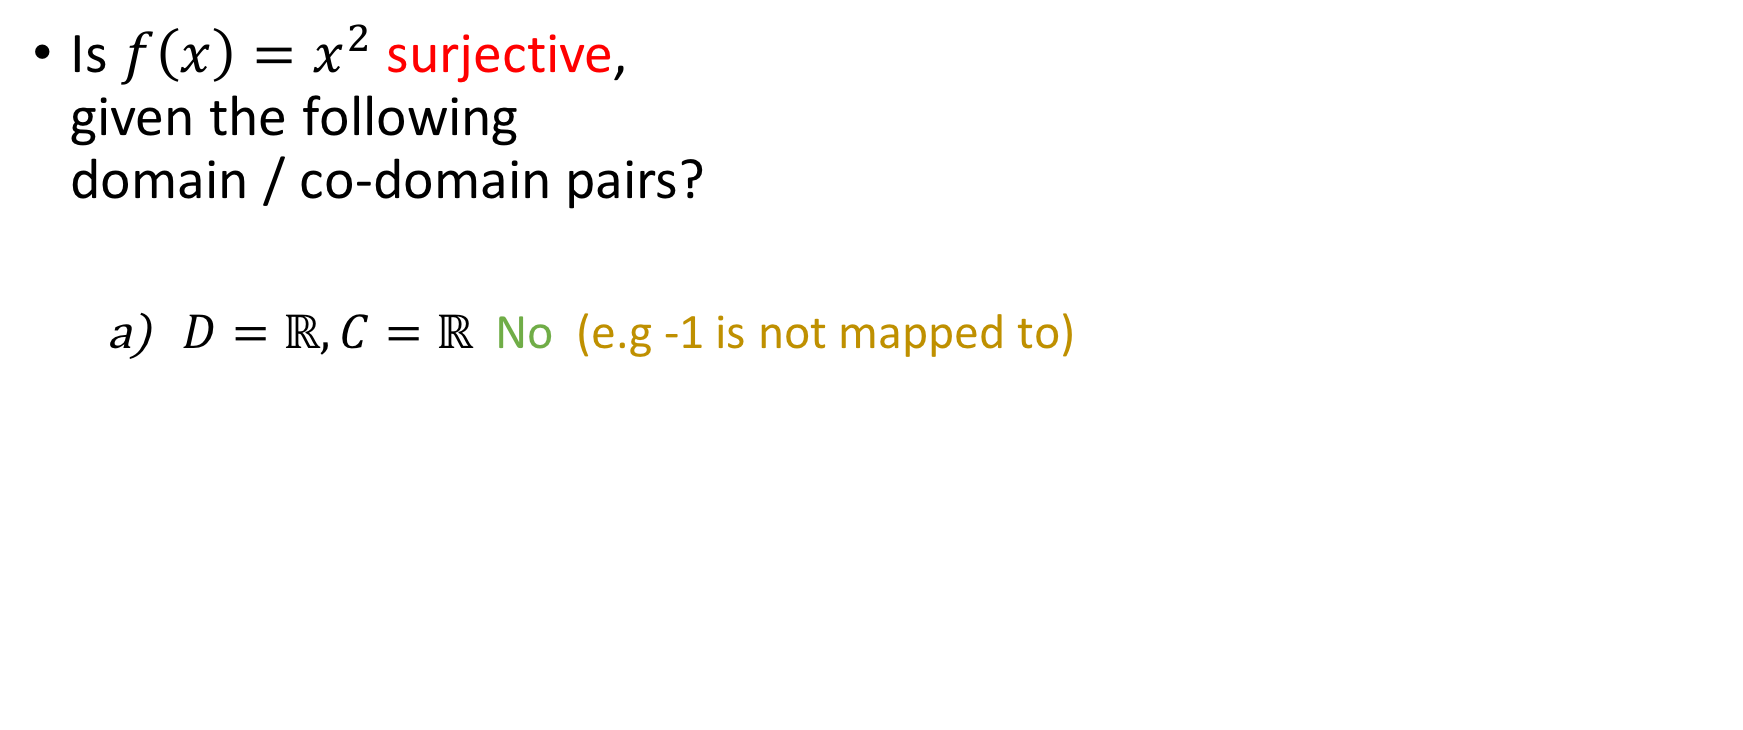 • Is 𝑓(𝑥) = 𝑥² surjective,
given the following
domain / co-domain pairs?
a) D = ℝ, C = ℝ No (e.g -1 is not mapped to)